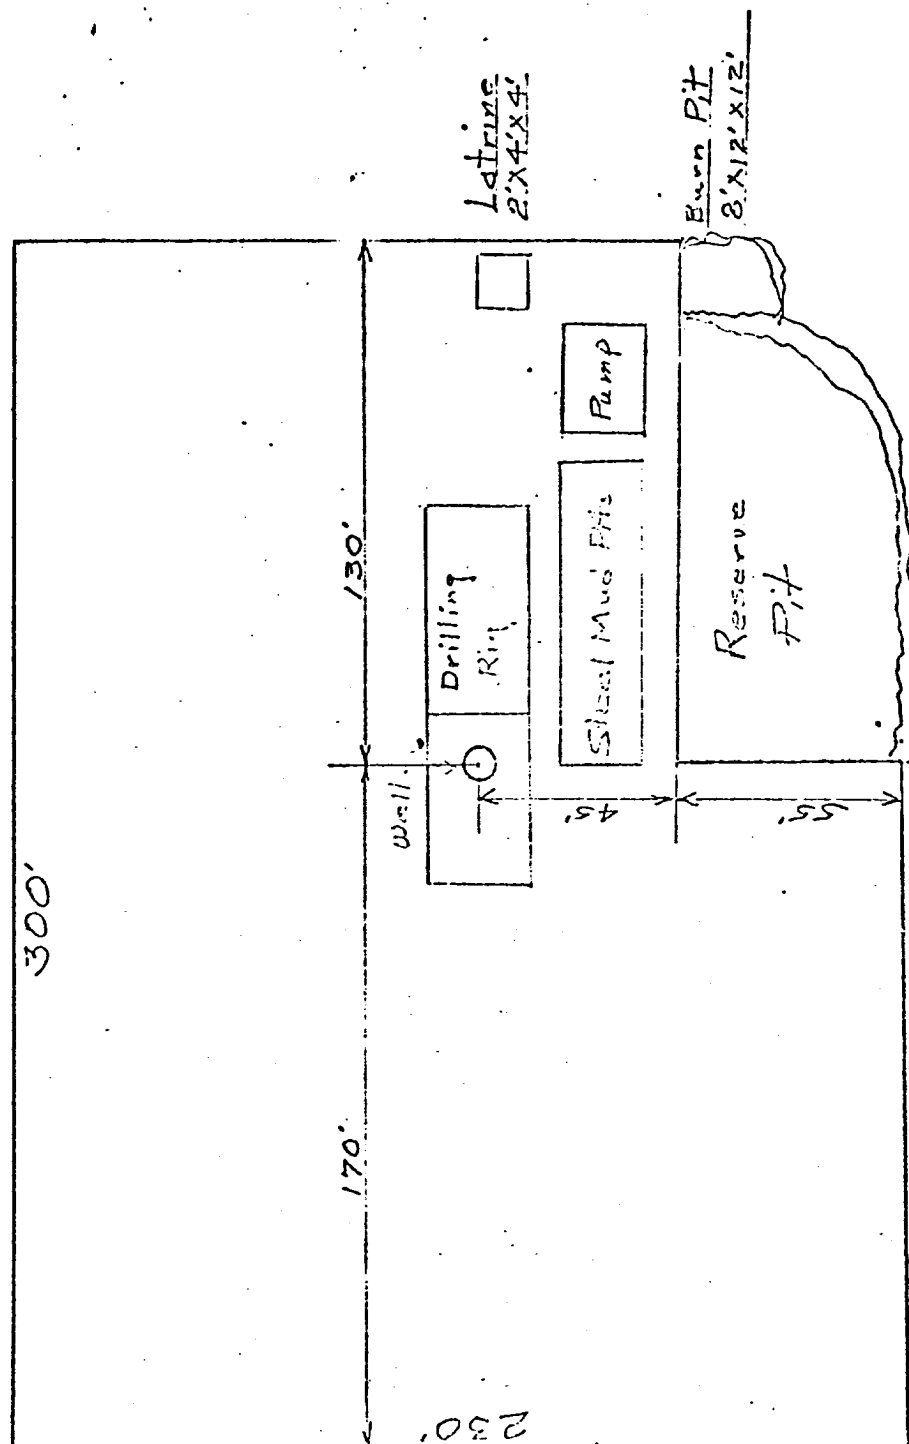 Latrine
2'X4'X4'
Burn Pit
8'X12'X12'
Pump
130'
Drilling
Rig
Steel Mud Pits
Reserve
Pit
Well
45'
55'
300'
170'
230'